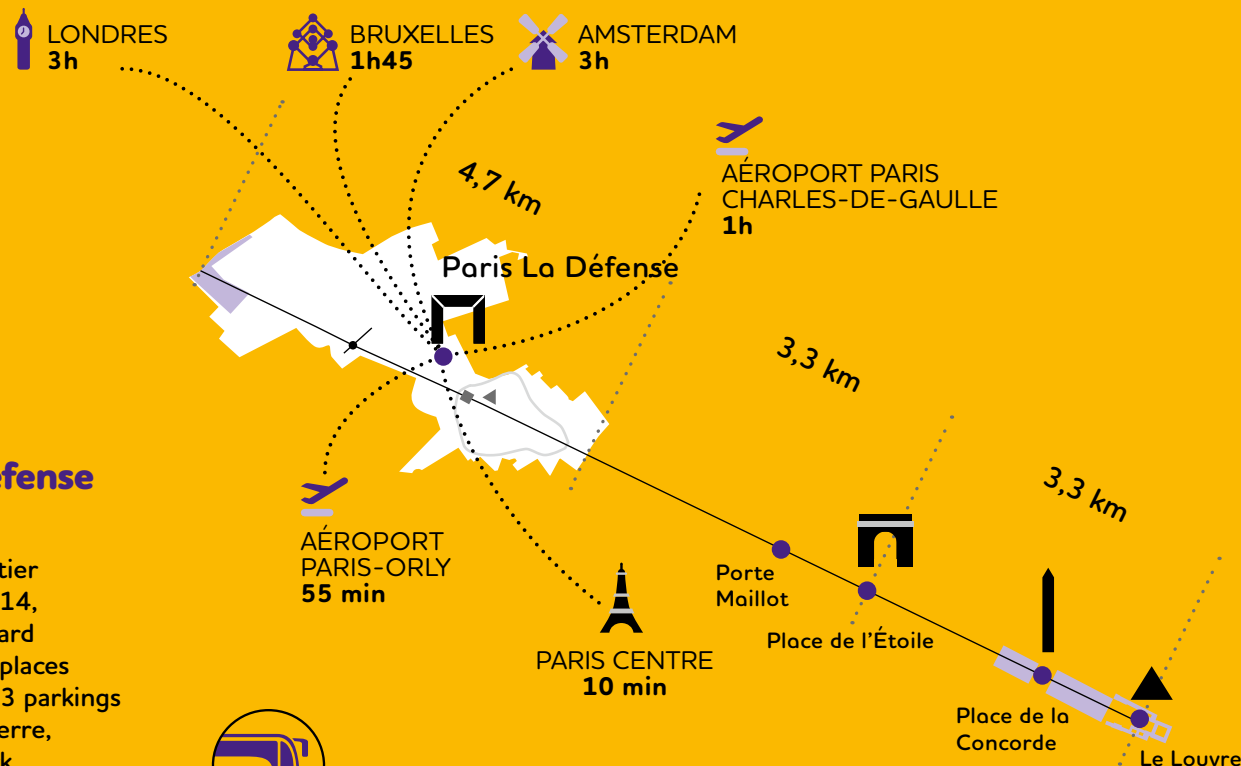 LONDRES
3h
BRUXELLES
1h45
AMSTERDAM
3h
AÉROPORT PARIS
CHARLES-DE-GAULLE
1h
4,7 km
Paris La Défense
3,3 km
3,3 km
AÉROPORT
PARIS-ORLY
55 min
PARIS CENTRE
10 min
Porte
Maillot
Place de l'Étoile
Place de la
Concorde
Le Louvre
éfense
tier
14,
ard
places
3 parkings
erre,
k